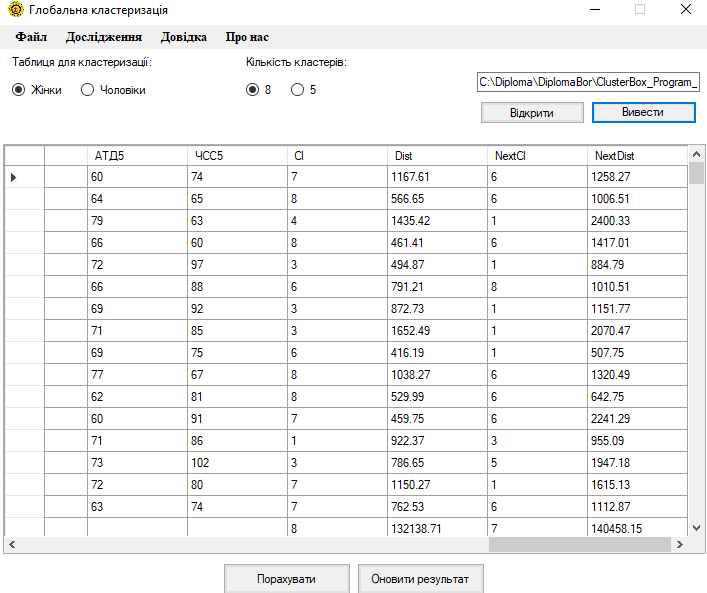 Глобальна кластеризація
Файл Дослідження Довідка Про нас
Таблиця для кластеризації: Кількість кластерів:
Жінки Чоловіки 8 5 C:\Diploma\DiplomaBor\ClusterBox_Program_
Відкрити Вивести
АТД5 ЧСС5 Cl Dist NextCl NextDist
60 74 7 1167.61 6 1258.27
64 65 8 566.65 6 1006.51
79 63 4 1435.42 1 2400.33
66 60 8 461.41 6 1417.01
72 97 3 494.87 1 884.79
66 88 6 791.21 8 1010.51
69 92 3 872.73 1 1151.77
71 85 3 1652.49 1 2070.47
69 75 6 416.19 1 507.75
77 67 8 1038.27 6 1320.49
62 81 8 529.99 6 642.75
60 91 7 459.75 6 2241.29
71 86 1 922.37 3 955.09
73 102 3 786.65 5 1947.18
72 80 7 1150.27 1 1615.13
63 74 7 762.53 6 1112.87
8 132138.71 7 140458.15
Порахувати Оновити результат